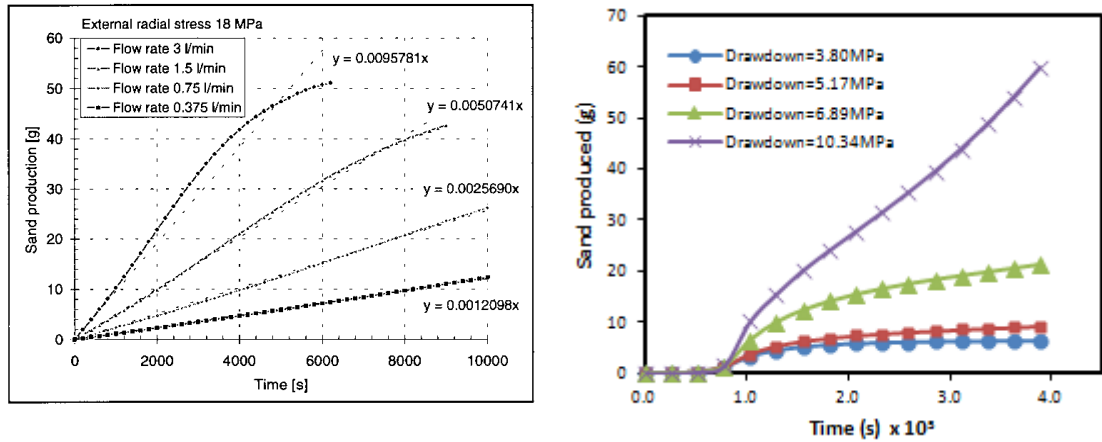 External radial stress 18 MPa
Sand production [g]
60
50
40
30
20
10
0
Flow rate 3 l/min
Flow rate 1.5 l/min
Flow rate 0.75 l/min
Flow rate 0.375 l/min
y = 0.0095781x
y = 0.0050741x
y = 0.0025690x
y = 0.0012098x
0 2000 4000 6000 8000 10000
Time [s]
Sand produced (g)
70
60
50
40
30
20
10
0
Drawdown=3.80MPa
Drawdown=5.17MPa
Drawdown=6.89MPa
Drawdown=10.34MPa
0.0 1.0 2.0 3.0 4.0
Time (s) x 10³